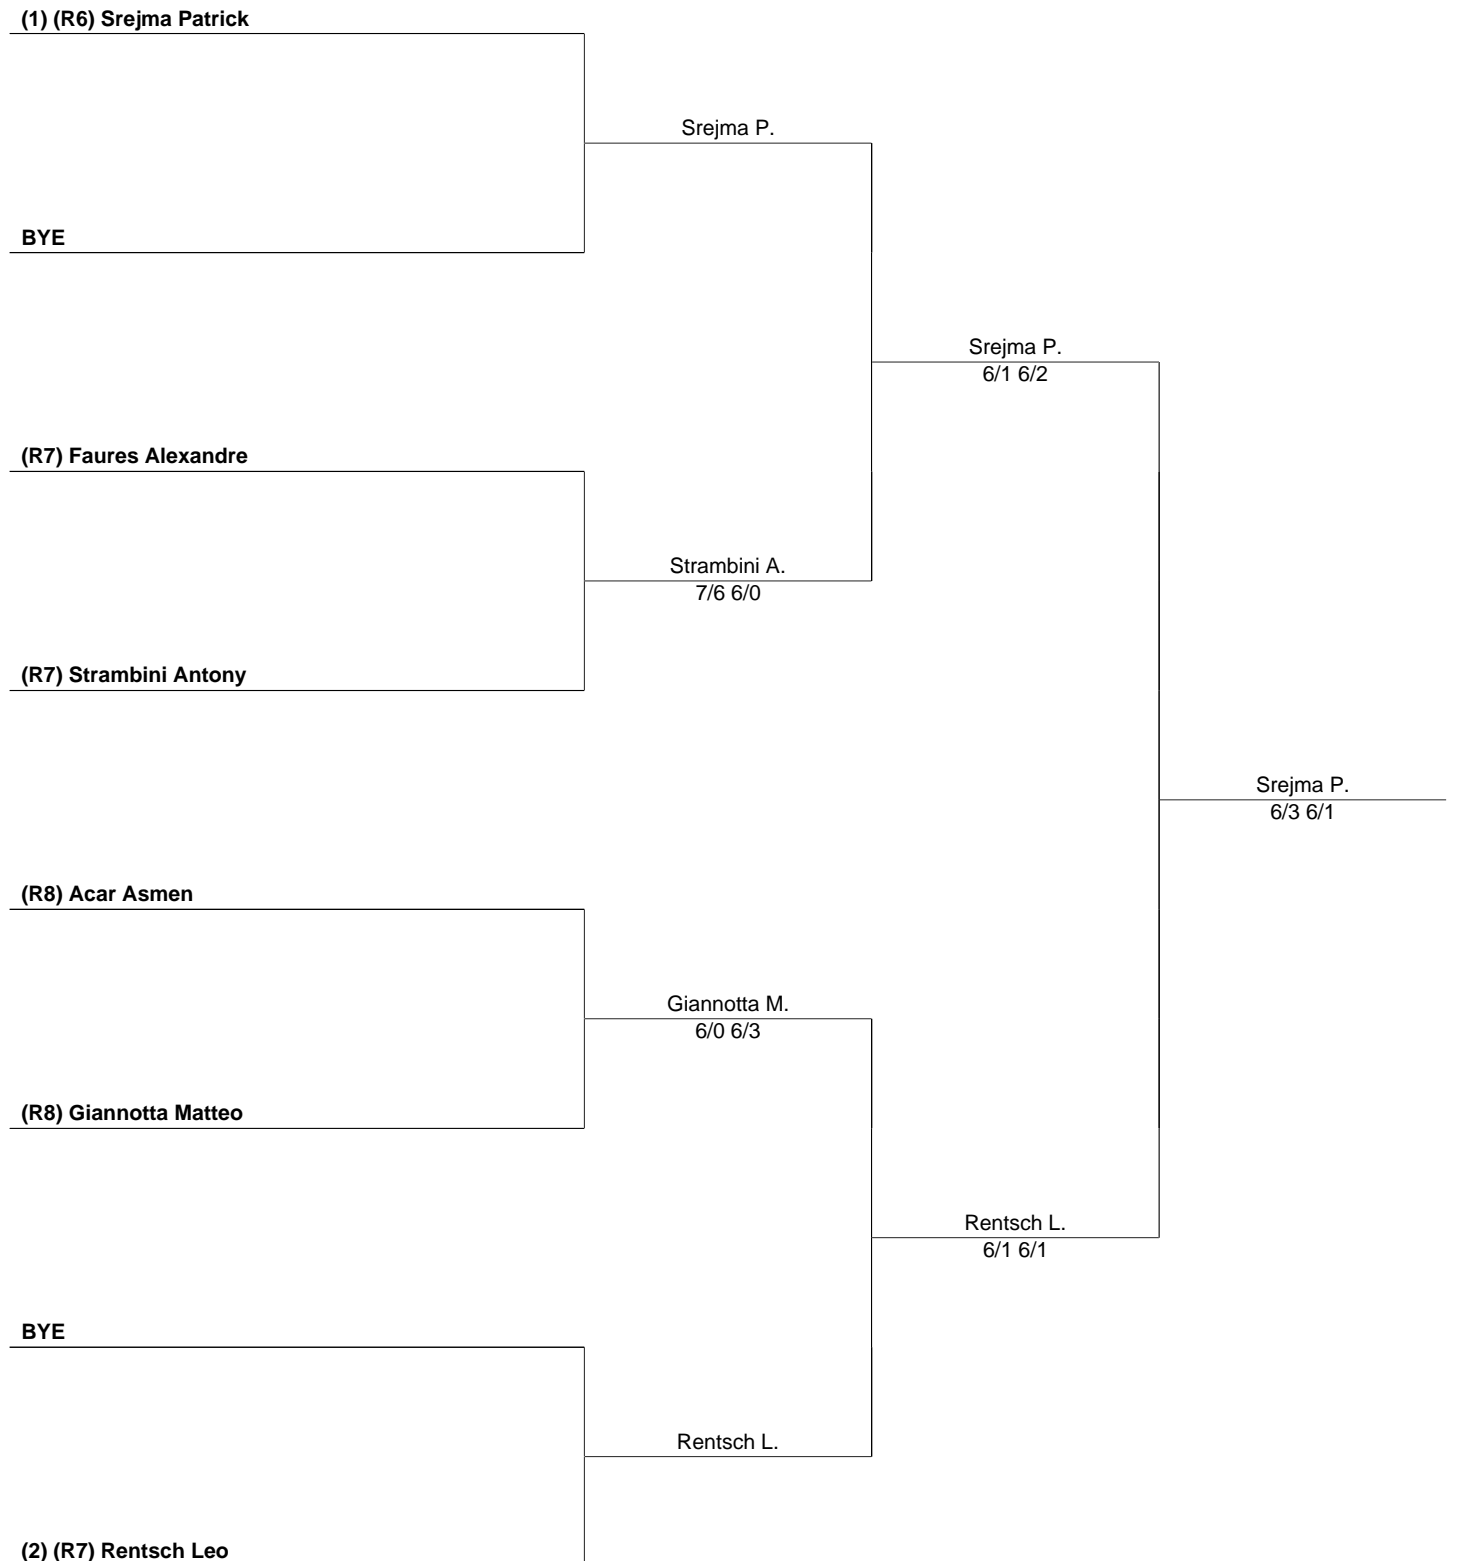 (1) (R6) Srejma Patrick
Srejma P.
BYE
Srejma P.
6/1 6/2
(R7) Faures Alexandre
Strambini A.
7/6 6/0
(R7) Strambini Antony
Srejma P.
6/3 6/1
(R8) Acar Asmen
Giannotta M.
6/0 6/3
(R8) Giannotta Matteo
Rentsch L.
6/1 6/1
BYE
Rentsch L.
(2) (R7) Rentsch Leo